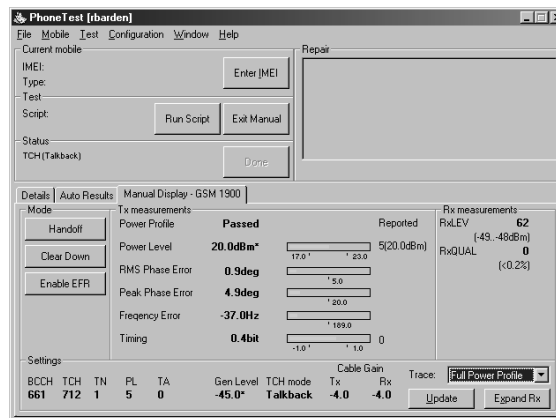 PhoneTest [rbarden]
File Mobile Test Configuration Window Help
Current mobile
Repair
IMEI:
Type:
Enter IMEI
Test
Script:
Run Script
Exit Manual
Status
TCH (Talkback)
Done
Details Auto Results Manual Display - GSM 1900
Mode
Tx measurements
Rx measurements
Handoff
Clear Down
Enable EFR
Power Profile Passed Reported
Power Level 20.0dBm* 17.0 ' ' 23.0 5(20.0dBm)
RMS Phase Error 0.9deg ' 5.0
Peak Phase Error 4.9deg ' 20.0
Freqency Error -37.0Hz ' 189.0
Timing 0.4bit -1.0 ' ' 1.0 0
RxLEV 62
(-49..-48dBm)
RxQUAL 0
(<0.2%)
Settings
Cable Gain
BCCH TCH TN PL TA Gen Level TCH mode Tx Rx
661 712 1 5 0 -45.0* Talkback -4.0 -4.0
Trace: Full Power Profile
Update Expand Rx